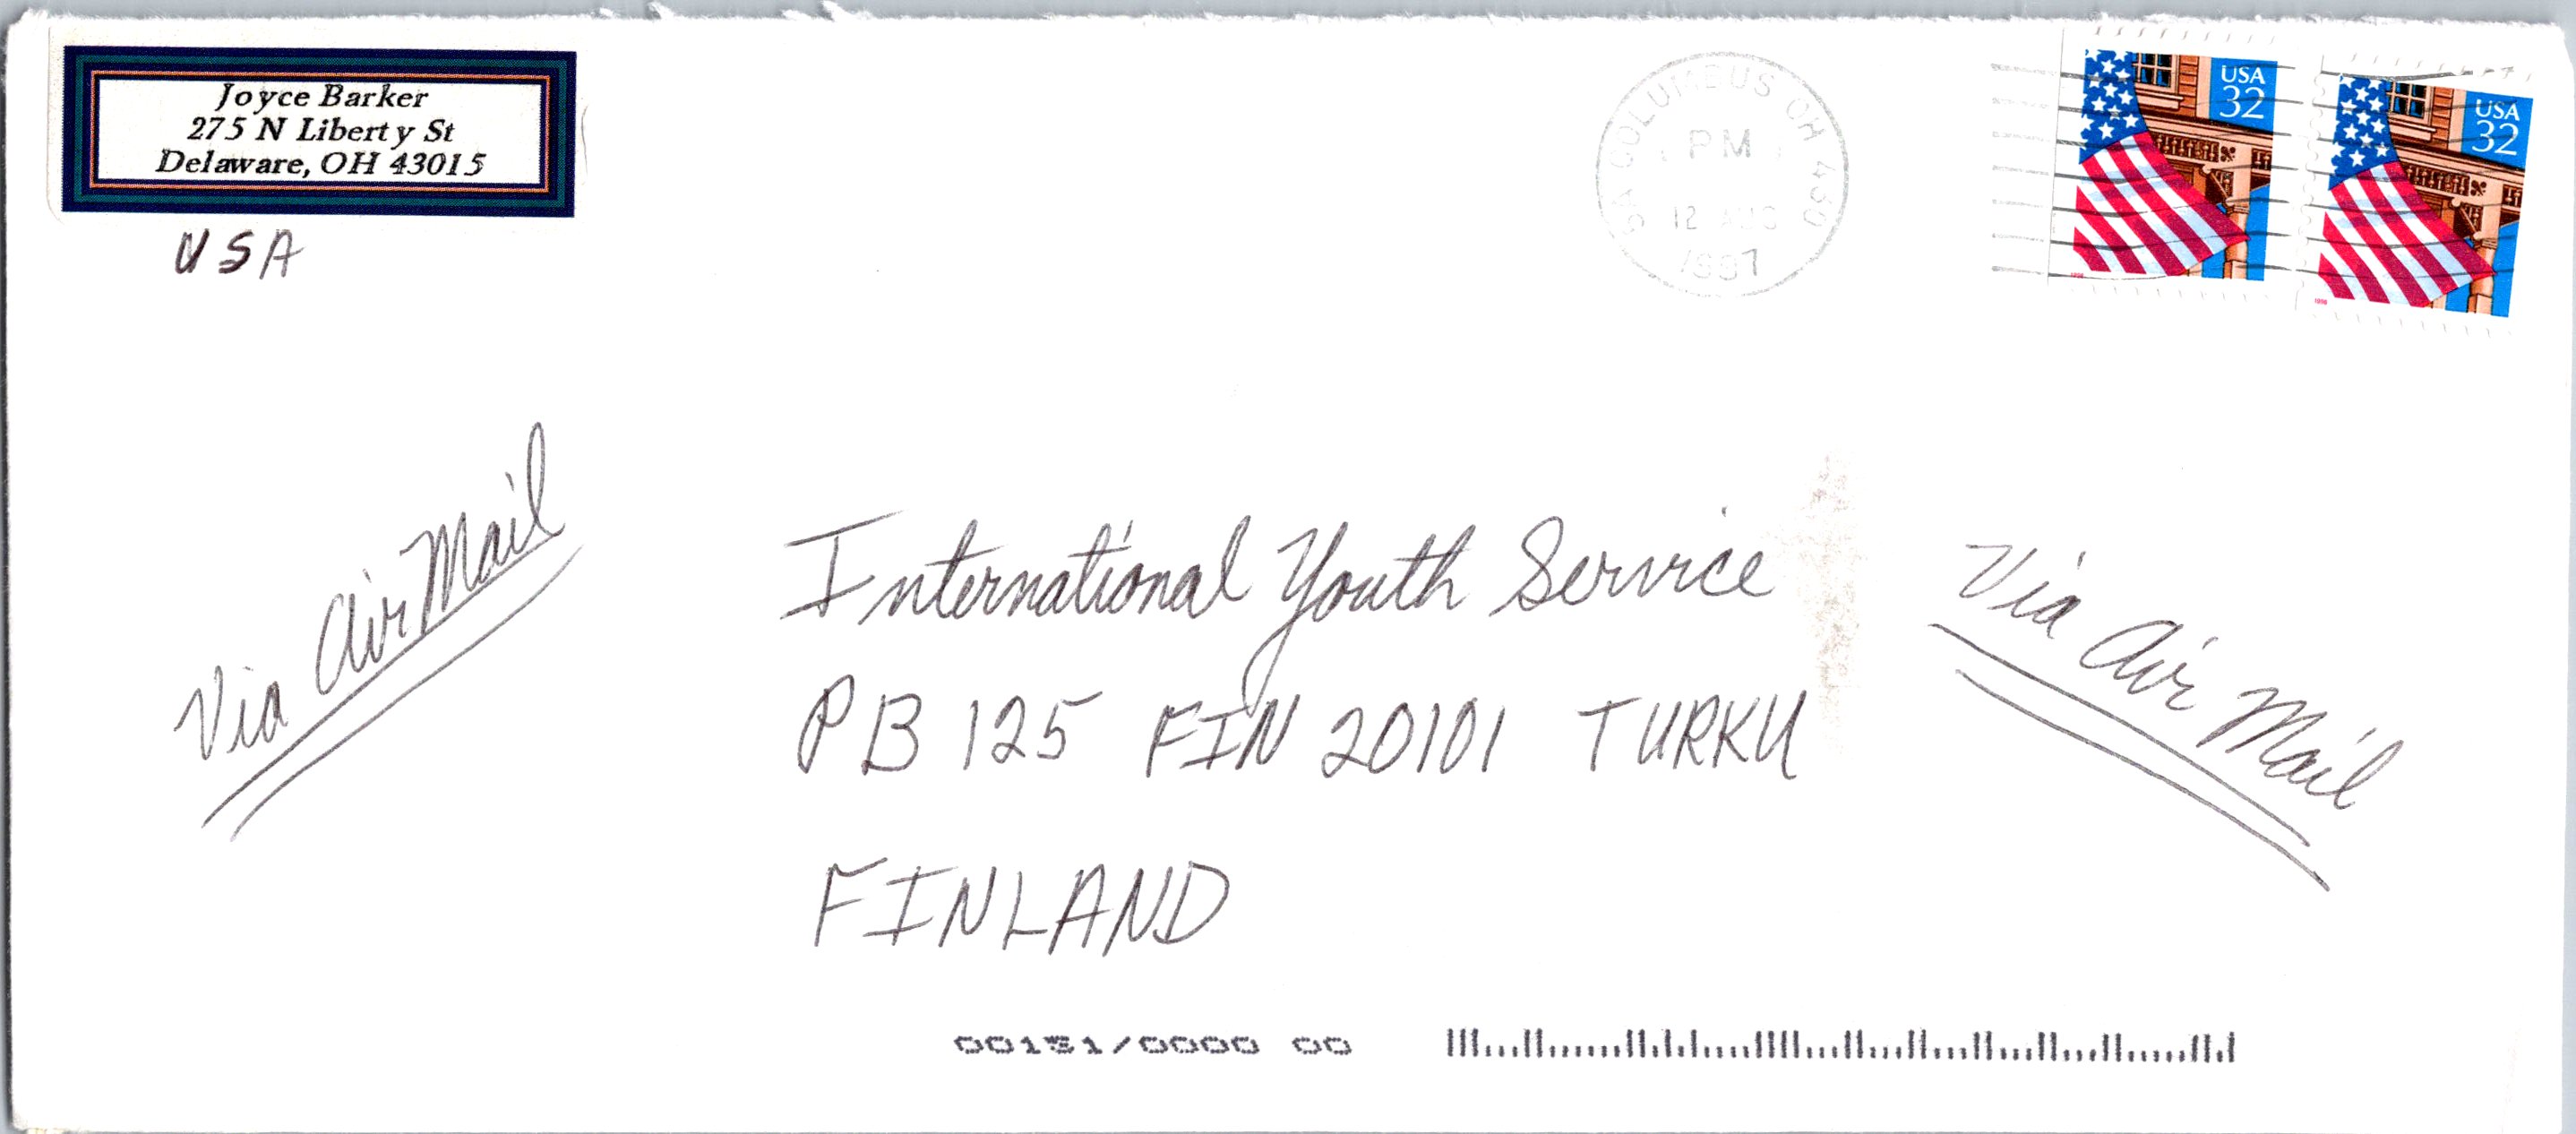 Joyce Barker
275 N Liberty St
Delaware, OH 43015
USA
COLUMBUS OH 430
PM
12 AUG
1997
USA
32
USA
32
Via Air Mail
International Youth Service
PB 125 FIN 20101 TURKU
FINLAND
Via Air Mail
/0000 00